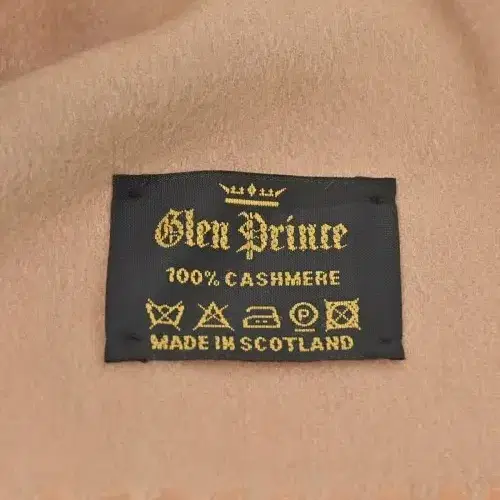 Glen Prince
100% CASHMERE
P
MADE IN SCOTLAND